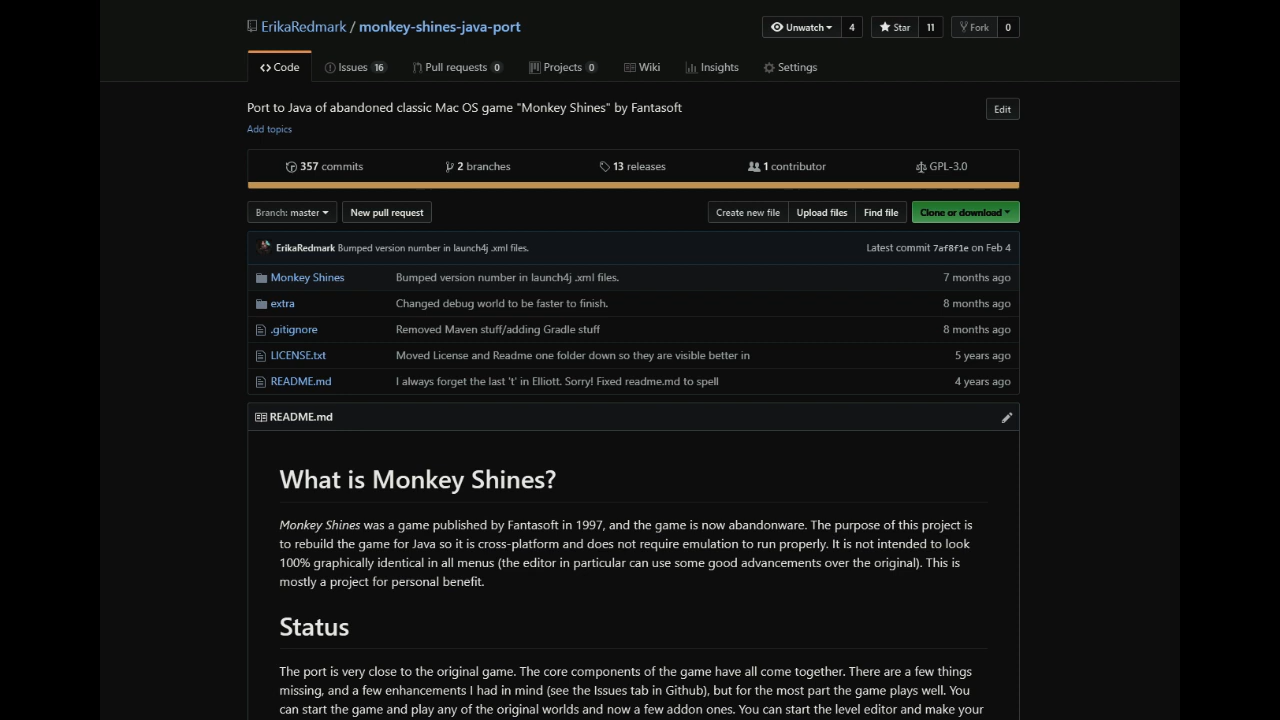 ErikaRedmark / monkey-shines-java-port
Unwatch 4 Star 11 Fork 0
Code Issues 16 Pull requests 0 Projects 0 Wiki Insights Settings
Port to Java of abandoned classic Mac OS game "Monkey Shines" by Fantasoft
Edit
Add topics
357 commits 2 branches 13 releases 1 contributor GPL-3.0
Branch: master New pull request Create new file Upload files Find file Clone or download
ErikaRedmark Bumped version number in launch4j .xml files. Latest commit 7af8f1e on Feb 4
Monkey Shines Bumped version number in launch4j .xml files. 7 months ago
extra Changed debug world to be faster to finish. 8 months ago
.gitignore Removed Maven stuff/adding Gradle stuff 8 months ago
LICENSE.txt Moved License and Readme one folder down so they are visible better in 5 years ago
README.md I always forget the last 't' in Elliott. Sorry! Fixed readme.md to spell 4 years ago
README.md
What is Monkey Shines?
Monkey Shines was a game published by Fantasoft in 1997, and the game is now abandonware. The purpose of this project is
to rebuild the game for Java so it is cross-platform and does not require emulation to run properly. It is not intended to look
100% graphically identical in all menus (the editor in particular can use some good advancements over the original). This is
mostly a project for personal benefit.
Status
The port is very close to the original game. The core components of the game have all come together. There are a few things
missing, and a few enhancements I had in mind (see the Issues tab in Github), but for the most part the game plays well. You
can start the game and play any of the original worlds and now a few addon ones. You can start the level editor and make your